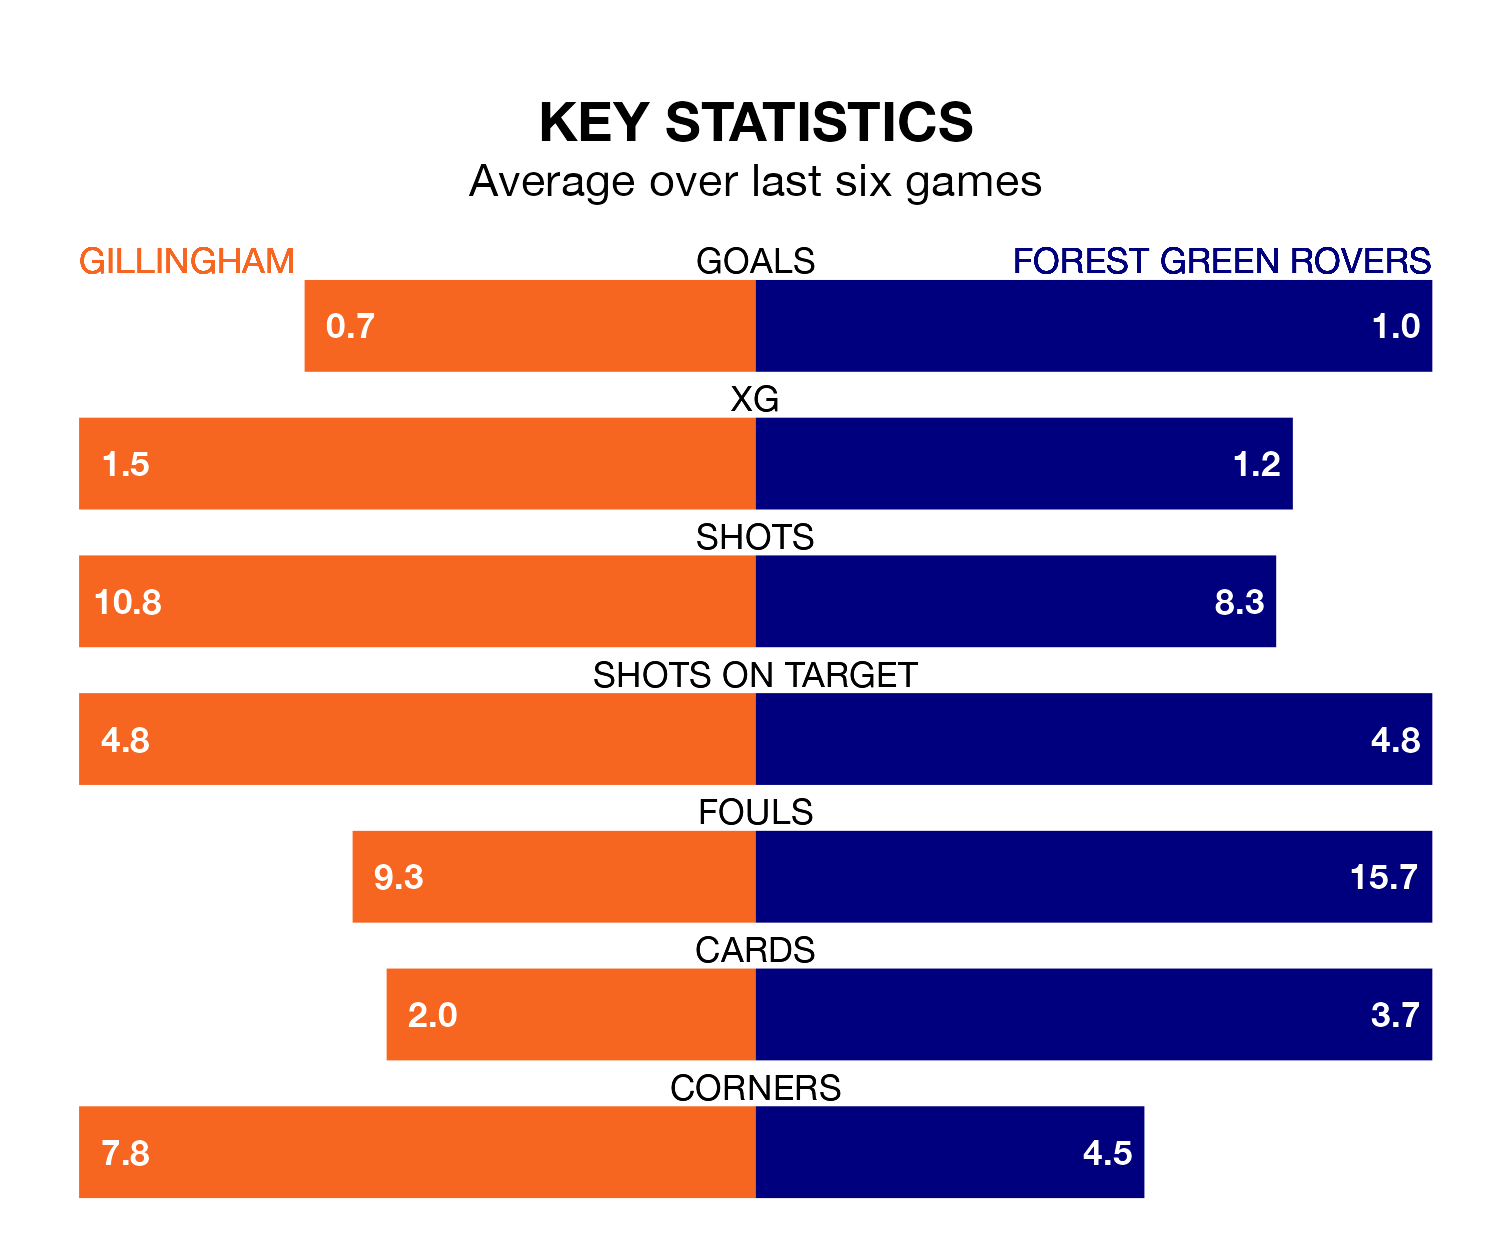 KEY STATISTICS
Average over last six games
GILLINGHAM GOALS FOREST GREEN ROVERS
0.7 1.0
XG
1.5 1.2
SHOTS
10.8 8.3
SHOTS ON TARGET
4.8 4.8
FOULS
9.3 15.7
CARDS
2.0 3.7
CORNERS
7.8 4.5